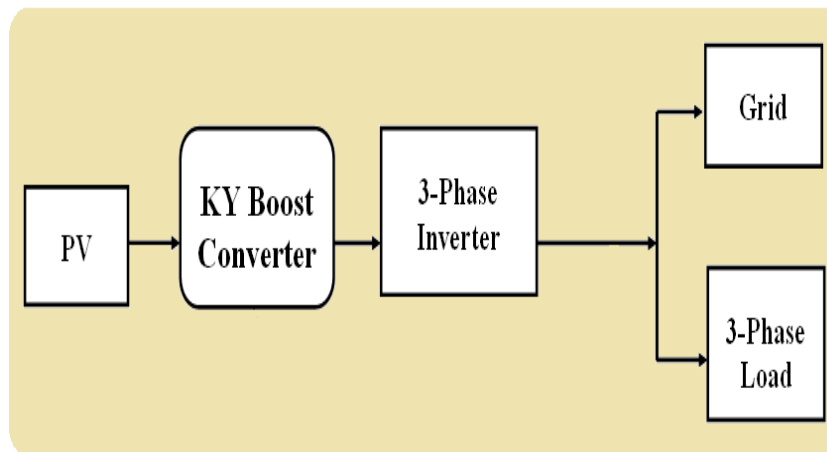 PV
KY Boost
Converter
3-Phase
Inverter
Grid
3-Phase
Load